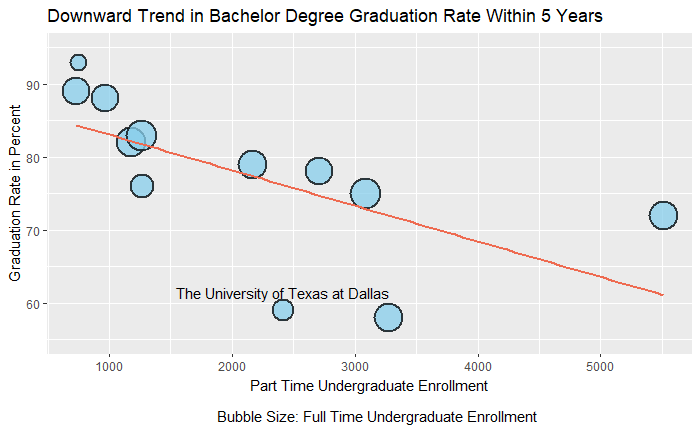 Downward Trend in Bachelor Degree Graduation Rate Within 5 Years
Graduation Rate in Percent
90
80
70
60
The University of Texas at Dallas
1000 2000 3000 4000 5000
Part Time Undergraduate Enrollment
Bubble Size: Full Time Undergraduate Enrollment